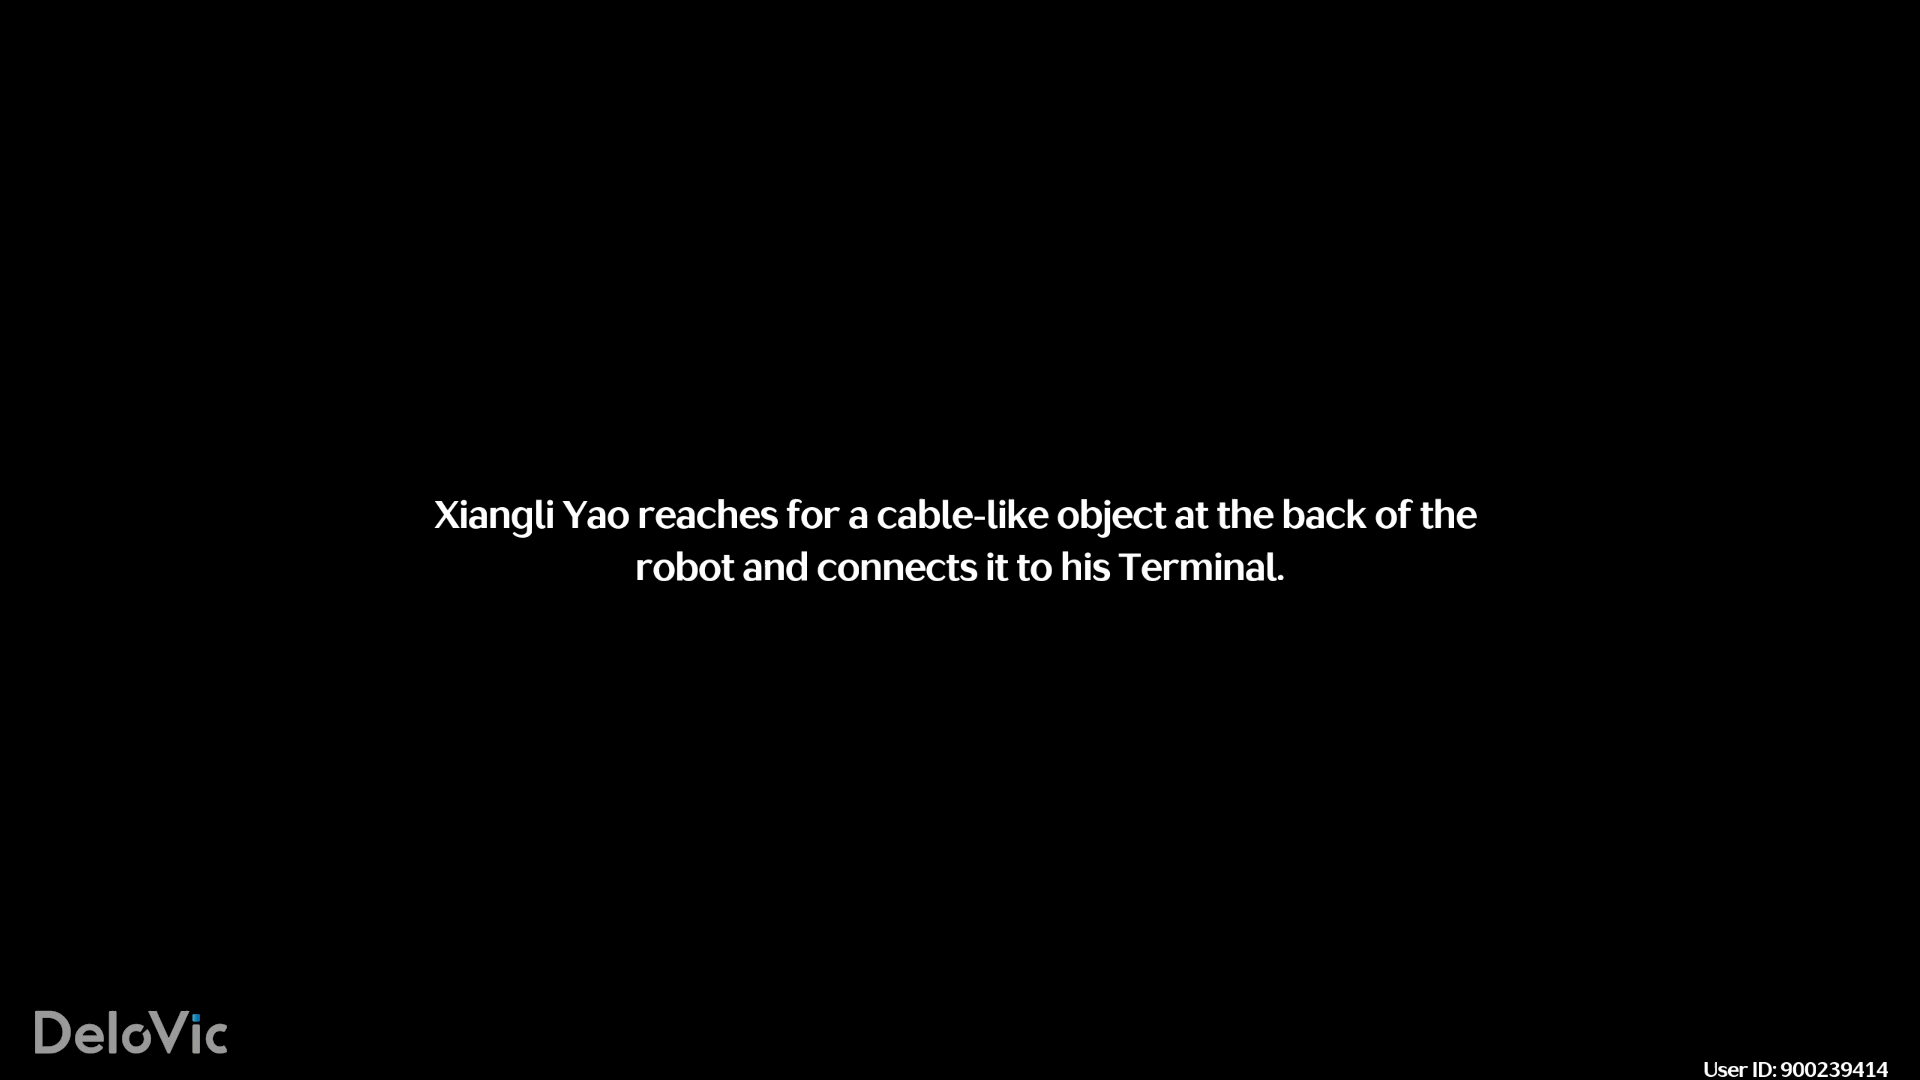 Xiangli Yao reaches for a cable-like object at the back of the
robot and connects it to his Terminal.
DeloVic
User ID: 900239414